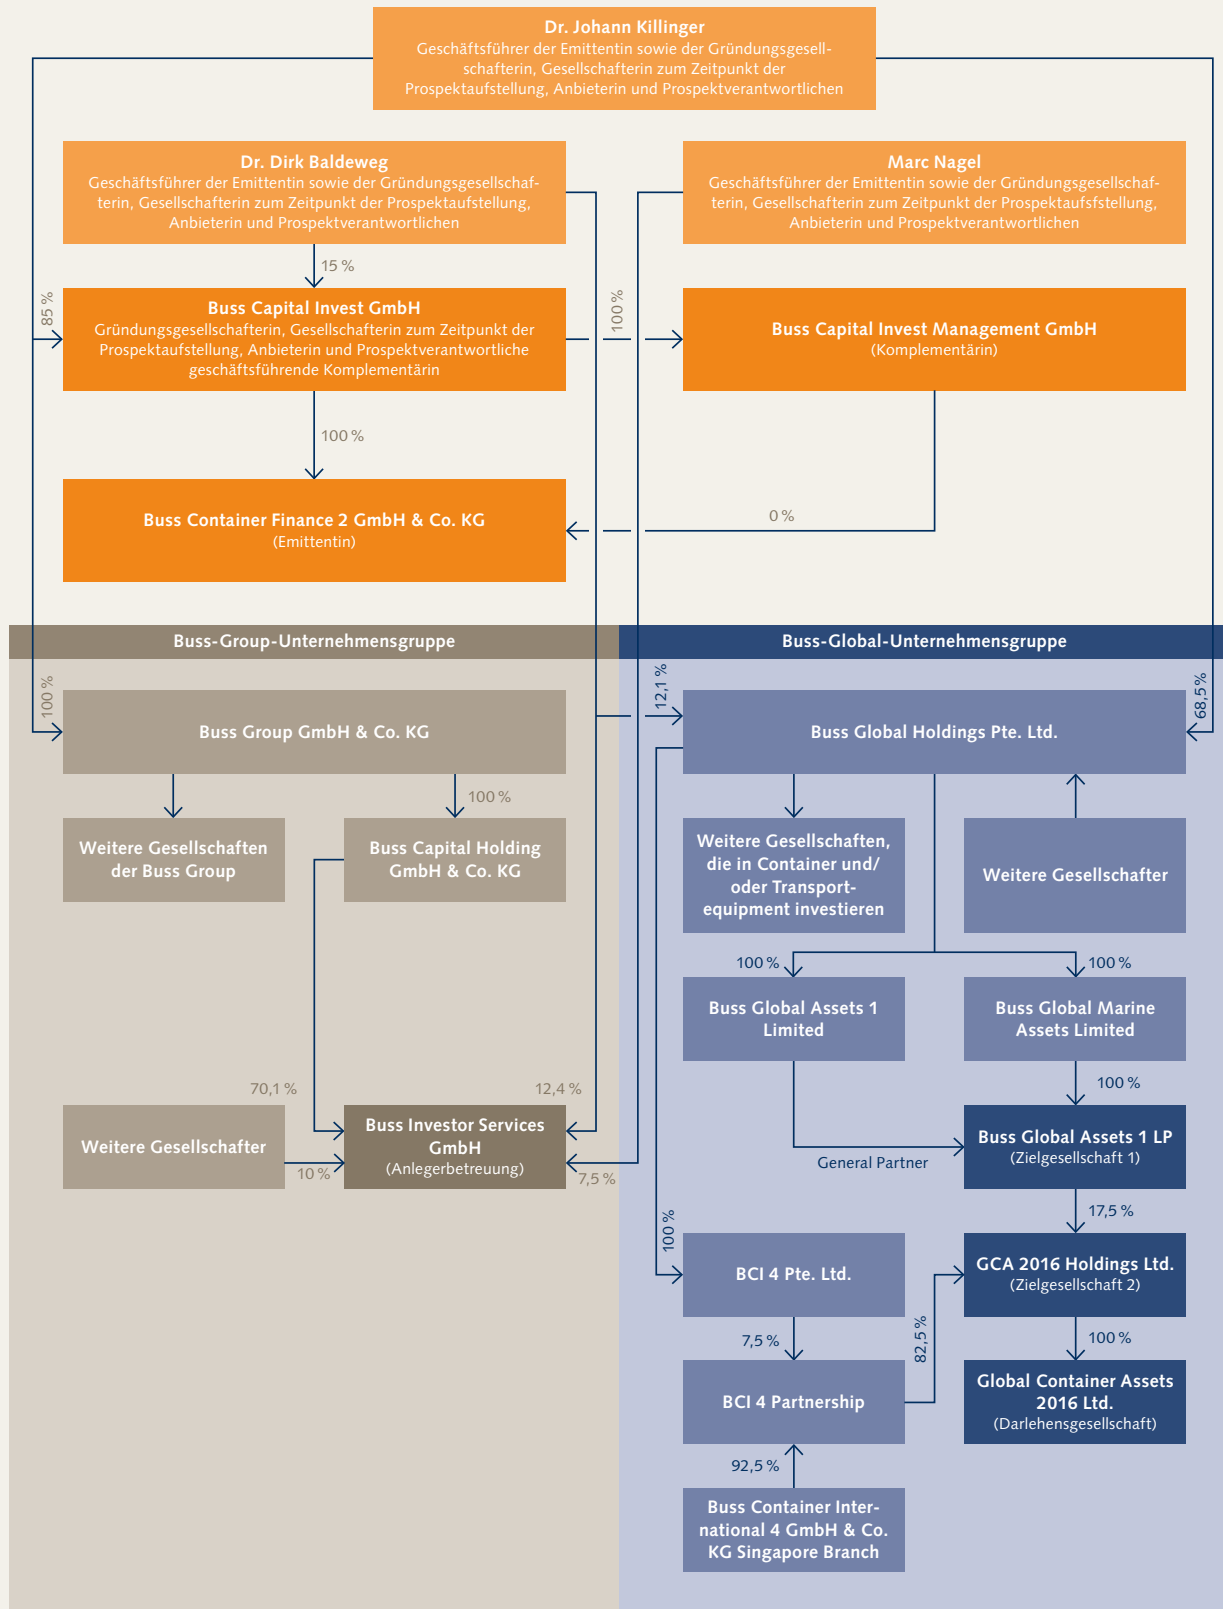 Dr. Johann Killinger
Geschäftsführer der Emittentin sowie der Gründungsgesell-
schafterin, Gesellschafterin zum Zeitpunkt der
Prospektaufstellung, Anbieterin und Prospektverantwortlichen
Dr. Dirk Baldeweg
Geschäftsführer der Emittentin sowie der Gründungsgesellschaf-
terin, Gesellschafterin zum Zeitpunkt der Prospektaufstellung,
Anbieterin und Prospektverantwortlichen
Marc Nagel
Geschäftsführer der Emittentin sowie der Gründungsgesellschaf-
terin, Gesellschafterin zum Zeitpunkt der Prospektaufsfstellung,
Anbieterin und Prospektverantwortlichen
15 %
85 %
Buss Capital Invest GmbH
Gründungsgesellschafterin, Gesellschafterin zum Zeitpunkt der
Prospektaufstellung, Anbieterin und Prospektverantwortliche
geschäftsführende Komplementärin
100 %
Buss Capital Invest Management GmbH
(Komplementärin)
100 %
Buss Container Finance 2 GmbH & Co. KG
(Emittentin)
0 %
Buss-Group-Unternehmensgruppe
Buss-Global-Unternehmensgruppe
100 %
Buss Group GmbH & Co. KG
12,1 %
Buss Global Holdings Pte. Ltd.
68,5 %
100 %
Weitere Gesellschaften
der Buss Group
Buss Capital Holding
GmbH & Co. KG
Weitere Gesellschaften,
die in Container und/
oder Transport-
equipment investieren
Weitere Gesellschafter
100 %
100 %
Buss Global Assets 1
Limited
Buss Global Marine
Assets Limited
100 %
70,1 %
12,4 %
Weitere Gesellschafter
10 %
Buss Investor Services
GmbH
(Anlegerbetreuung)
7,5 %
General Partner
Buss Global Assets 1 LP
(Zielgesellschaft 1)
17,5 %
100 %
BCI 4 Pte. Ltd.
GCA 2016 Holdings Ltd.
(Zielgesellschaft 2)
7,5 %
82,5 %
100 %
BCI 4 Partnership
Global Container Assets
2016 Ltd.
(Darlehensgesellschaft)
92,5 %
Buss Container Inter-
national 4 GmbH & Co.
KG Singapore Branch